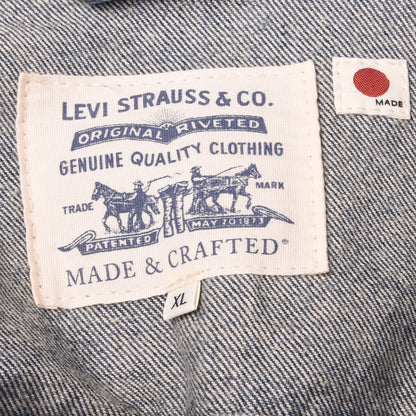 LEVI STRAUSS & CO.
ORIGINAL RIVETED
GENUINE QUALITY CLOTHING
TRADE MARK
PATENTED MAY 20 1873
MADE & CRAFTED®
XL
MADE